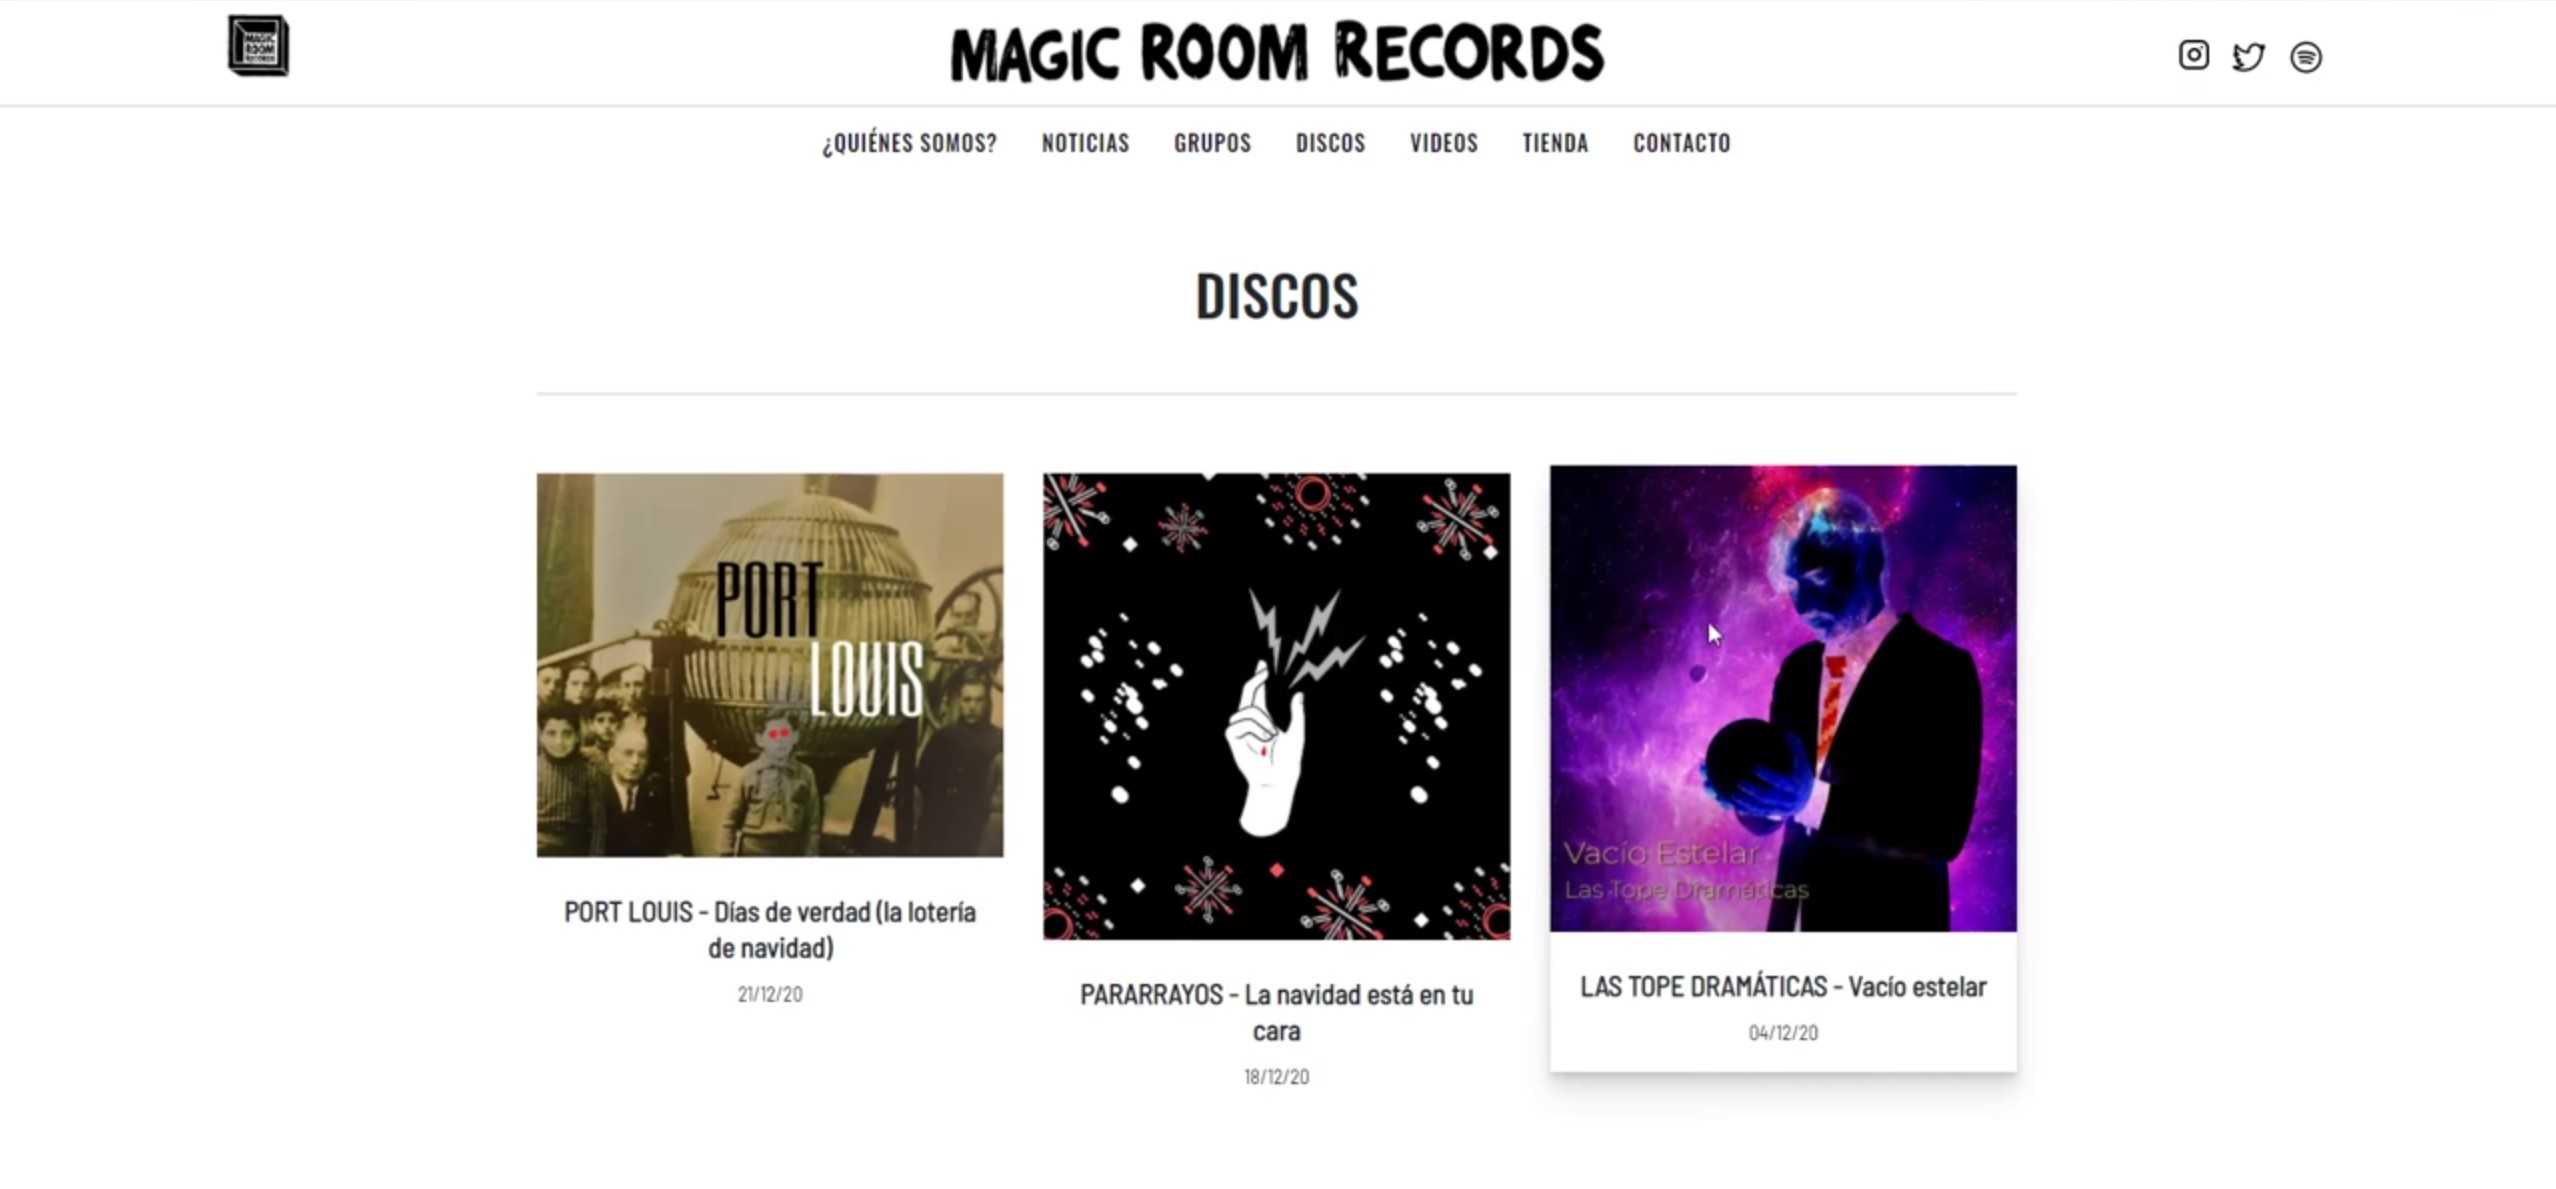 MAGIC
ROOM
RECORDS
MAGIC ROOM RECORDS
¿QUIÉNES SOMOS? NOTICIAS GRUPOS DISCOS VIDEOS TIENDA CONTACTO
DISCOS
PORT
LOUIS
Vacío Estelar
Las Tope Dramáticas
PORT LOUIS - Días de verdad (la lotería
de navidad)
21/12/20
PARARRAYOS - La navidad está en tu
cara
18/12/20
LAS TOPE DRAMÁTICAS - Vacío estelar
04/12/20